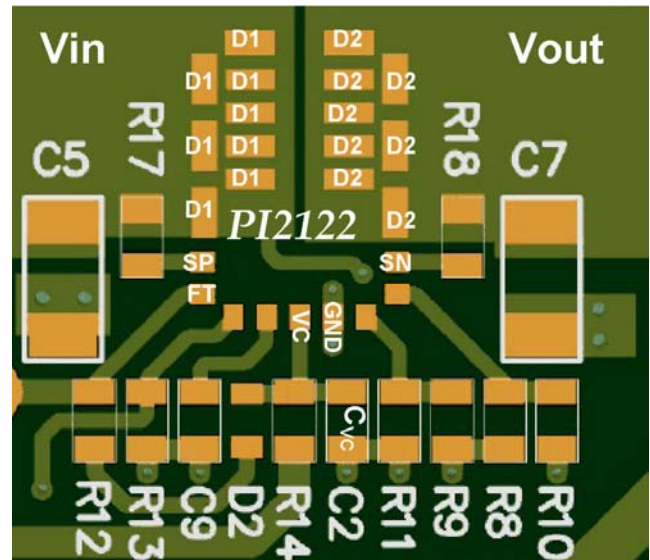 Vin Vout
D1 D2
D1 D1 D2 D2
D1 D2
D1 D1 D2 D2
D1 D2
C5 R17 R18 C7
D1 PI2122 D2
SP SN
FT
VC GND
Cvc
R12 R13 C9 D2 R14 C2 R11 R9 R8 R10